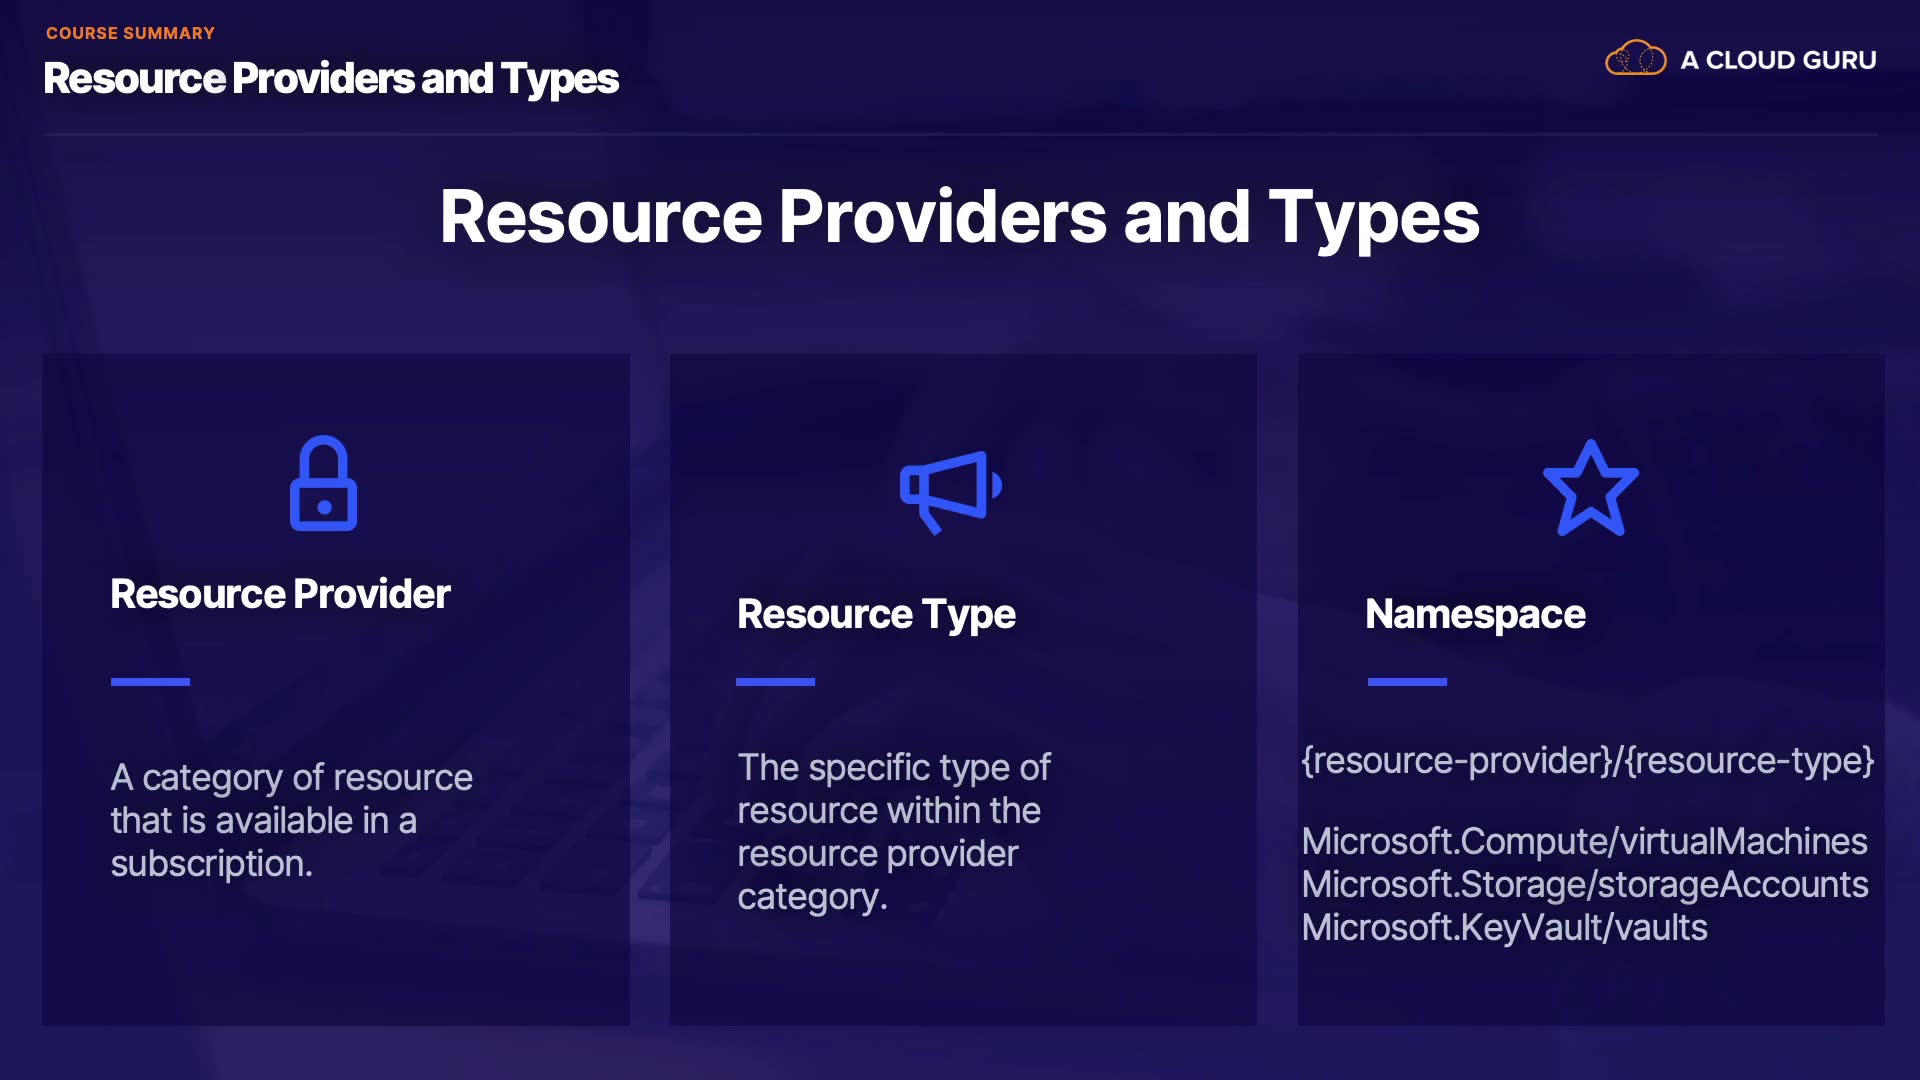 COURSE SUMMARY
Resource Providers and Types
A CLOUD GURU
Resource Providers and Types
Resource Provider
A category of resource
that is available in a
subscription.
Resource Type
The specific type of
resource within the
resource provider
category.
Namespace
{resource-provider}/{resource-type}
Microsoft.Compute/virtualMachines
Microsoft.Storage/storageAccounts
Microsoft.KeyVault/vaults